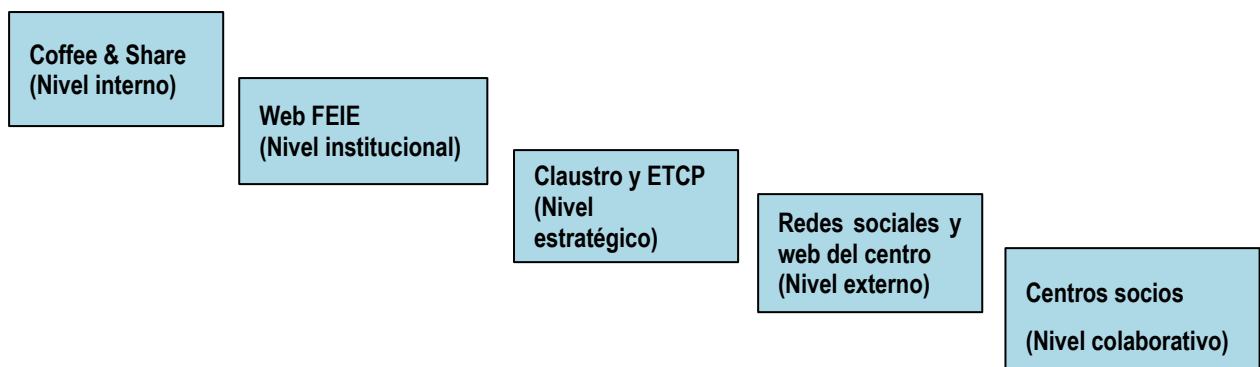 Coffee & Share
(Nivel interno)
Web FEIE
(Nivel institucional)
Claustro y ETCP
(Nivel
estratégico)
Redes sociales y
web del centro
(Nivel externo)
Centros socios
(Nivel colaborativo)